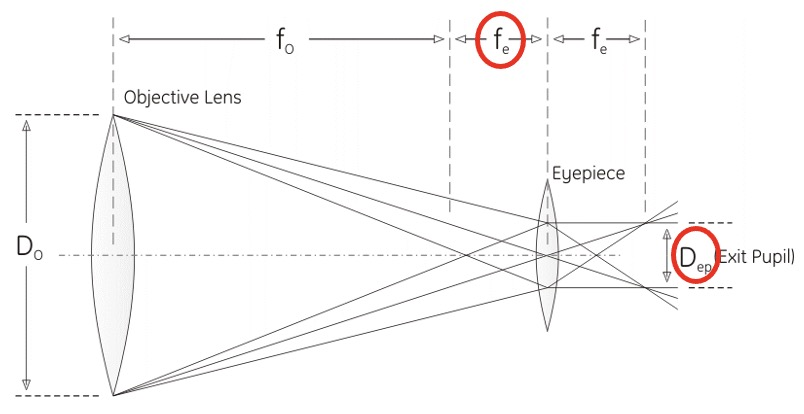 fo fe fe
Objective Lens
Eyepiece
Do
Dep (Exit Pupil)